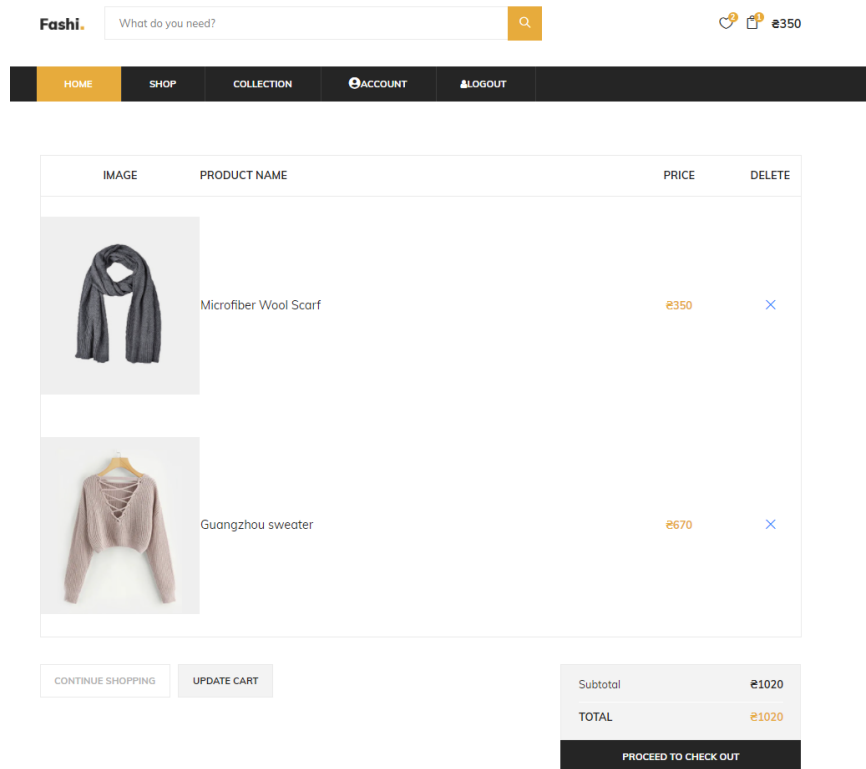 Fashi.
What do you need?
2
1
₴350
HOME SHOP COLLECTION ACCOUNT LOGOUT
IMAGE PRODUCT NAME PRICE DELETE
Microfiber Wool Scarf ₴350
Guangzhou sweater ₴670
CONTINUE SHOPPING UPDATE CART
Subtotal ₴1020
TOTAL ₴1020
PROCEED TO CHECK OUT